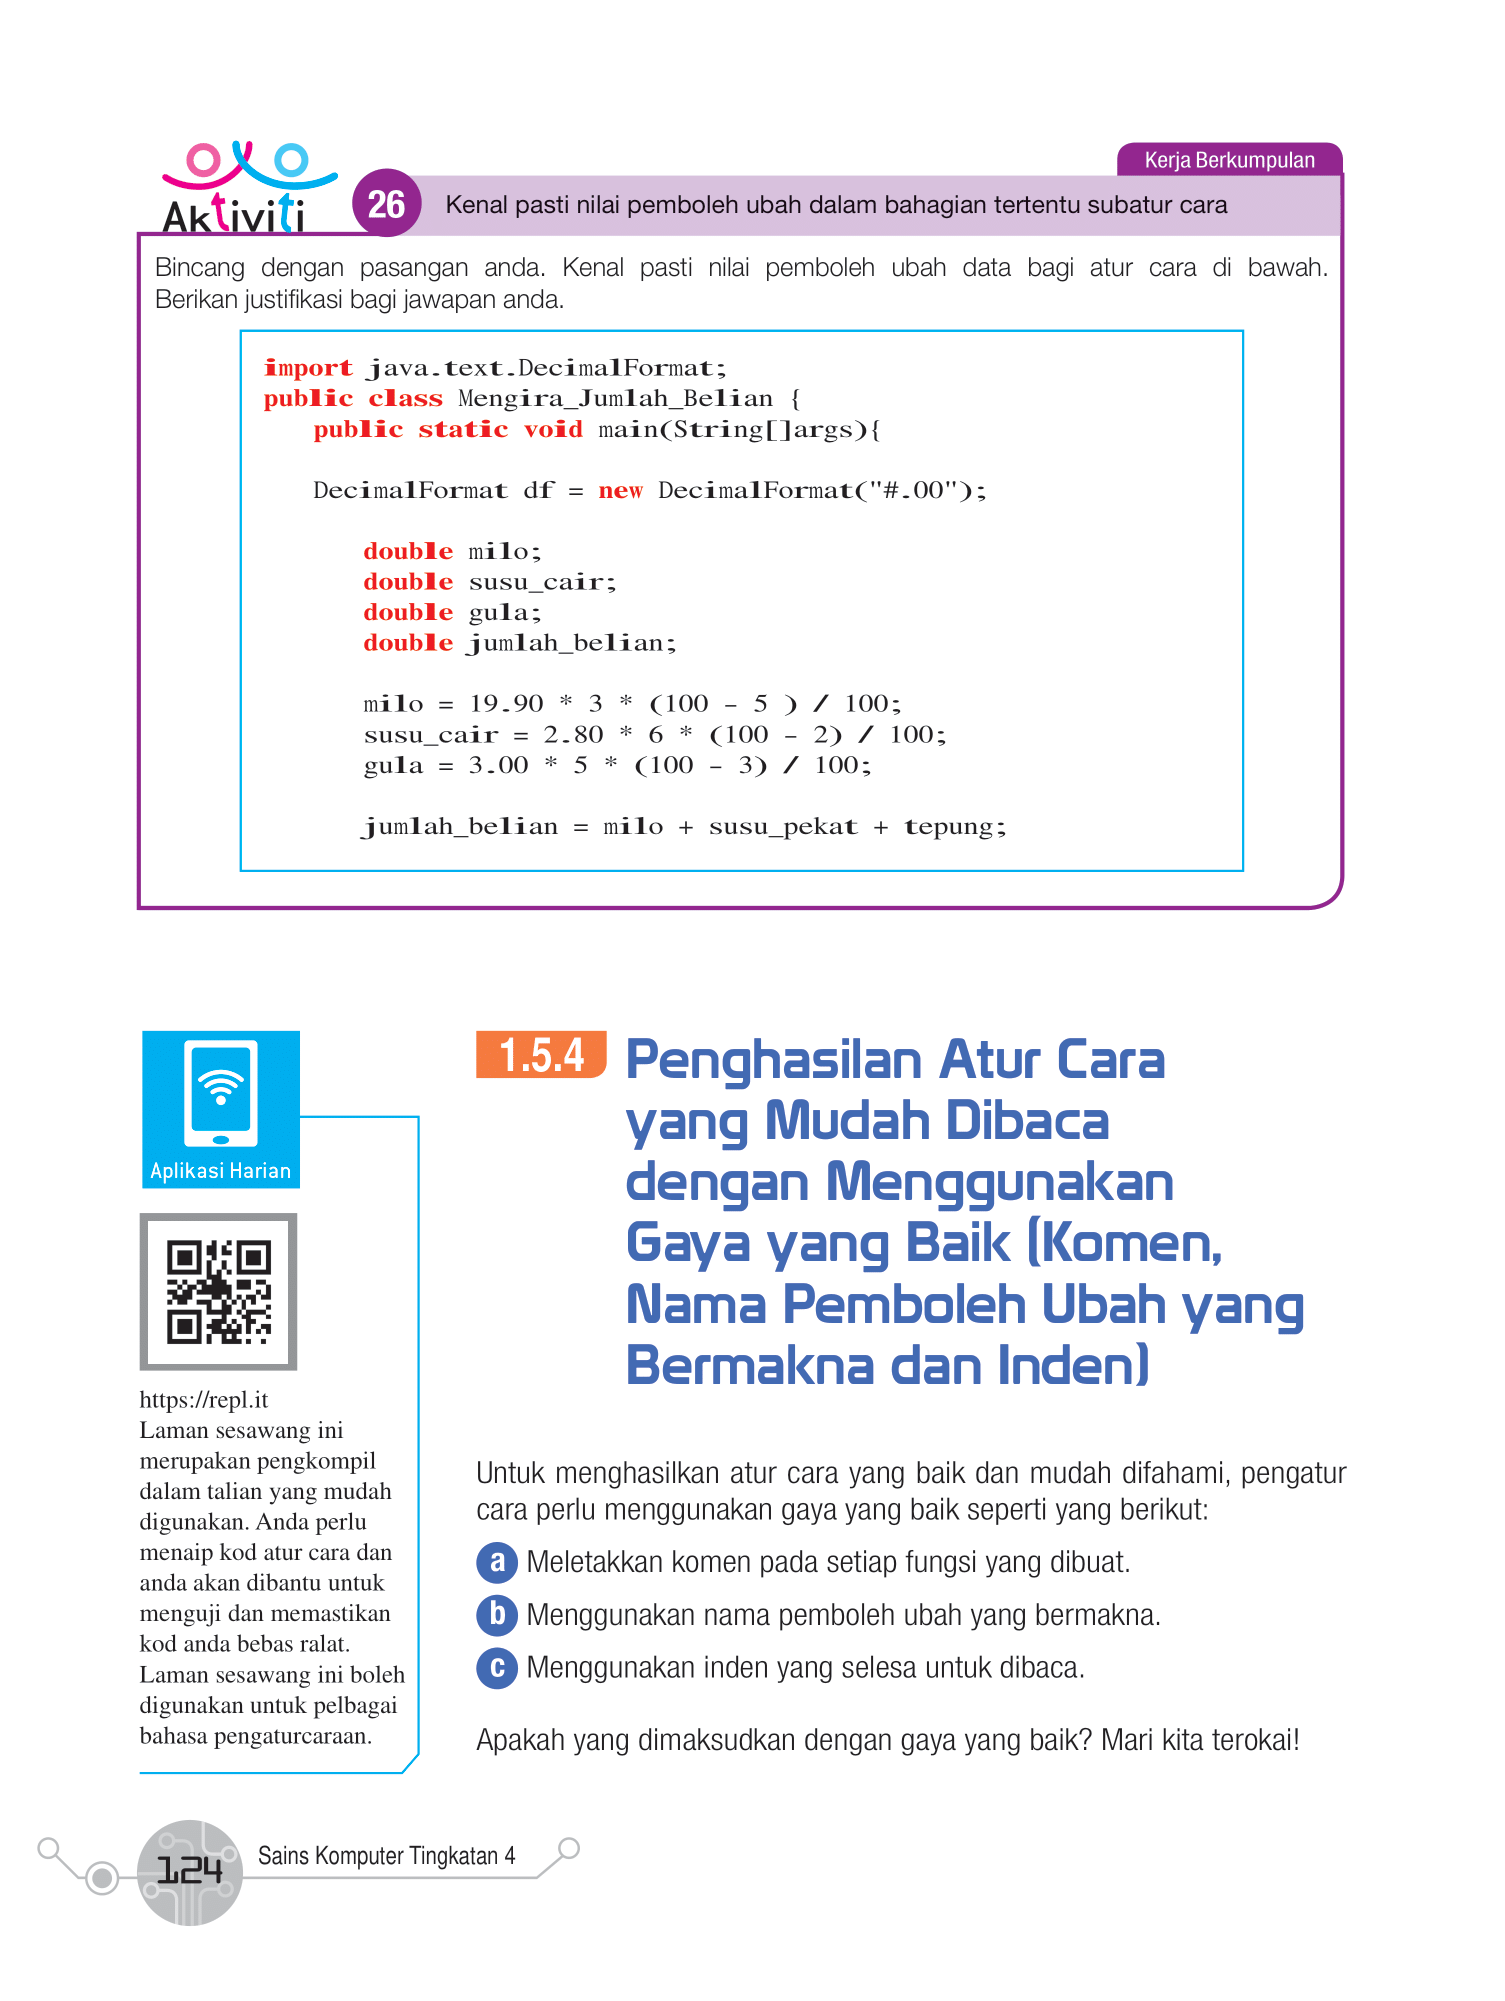 Aktiviti
26
Kerja Berkumpulan
Kenal pasti nilai pemboleh ubah dalam bahagian tertentu subatur cara
Bincang dengan pasangan anda. Kenal pasti nilai pemboleh ubah data bagi atur cara di bawah.
Berikan justifikasi bagi jawapan anda.
import java.text.DecimalFormat;
public class Mengira_Jumlah_Belian {
public static void main(String[]args){
DecimalFormat df = new DecimalFormat("#.00");
double milo;
double susu_cair;
double gula;
double jumlah_belian;
milo = 19.90 * 3 * (100 – 5 ) / 100;
susu_cair = 2.80 * 6 * (100 – 2) / 100;
gula = 3.00 * 5 * (100 – 3) / 100;
jumlah_belian = milo + susu_pekat + tepung;
Aplikasi Harian
https://repl.it
Laman sesawang ini
merupakan pengkompil
dalam talian yang mudah
digunakan. Anda perlu
menaip kod atur cara dan
anda akan dibantu untuk
menguji dan memastikan
kod anda bebas ralat.
Laman sesawang ini boleh
digunakan untuk pelbagai
bahasa pengaturcaraan.
1.5.4 Penghasilan Atur Cara
yang Mudah Dibaca
dengan Menggunakan
Gaya yang Baik (Komen,
Nama Pemboleh Ubah yang
Bermakna dan Inden)
Untuk menghasilkan atur cara yang baik dan mudah difahami, pengatur
cara perlu menggunakan gaya yang baik seperti yang berikut:
a Meletakkan komen pada setiap fungsi yang dibuat.
b Menggunakan nama pemboleh ubah yang bermakna.
c Menggunakan inden yang selesa untuk dibaca.
Apakah yang dimaksudkan dengan gaya yang baik? Mari kita terokai!
124
Sains Komputer Tingkatan 4